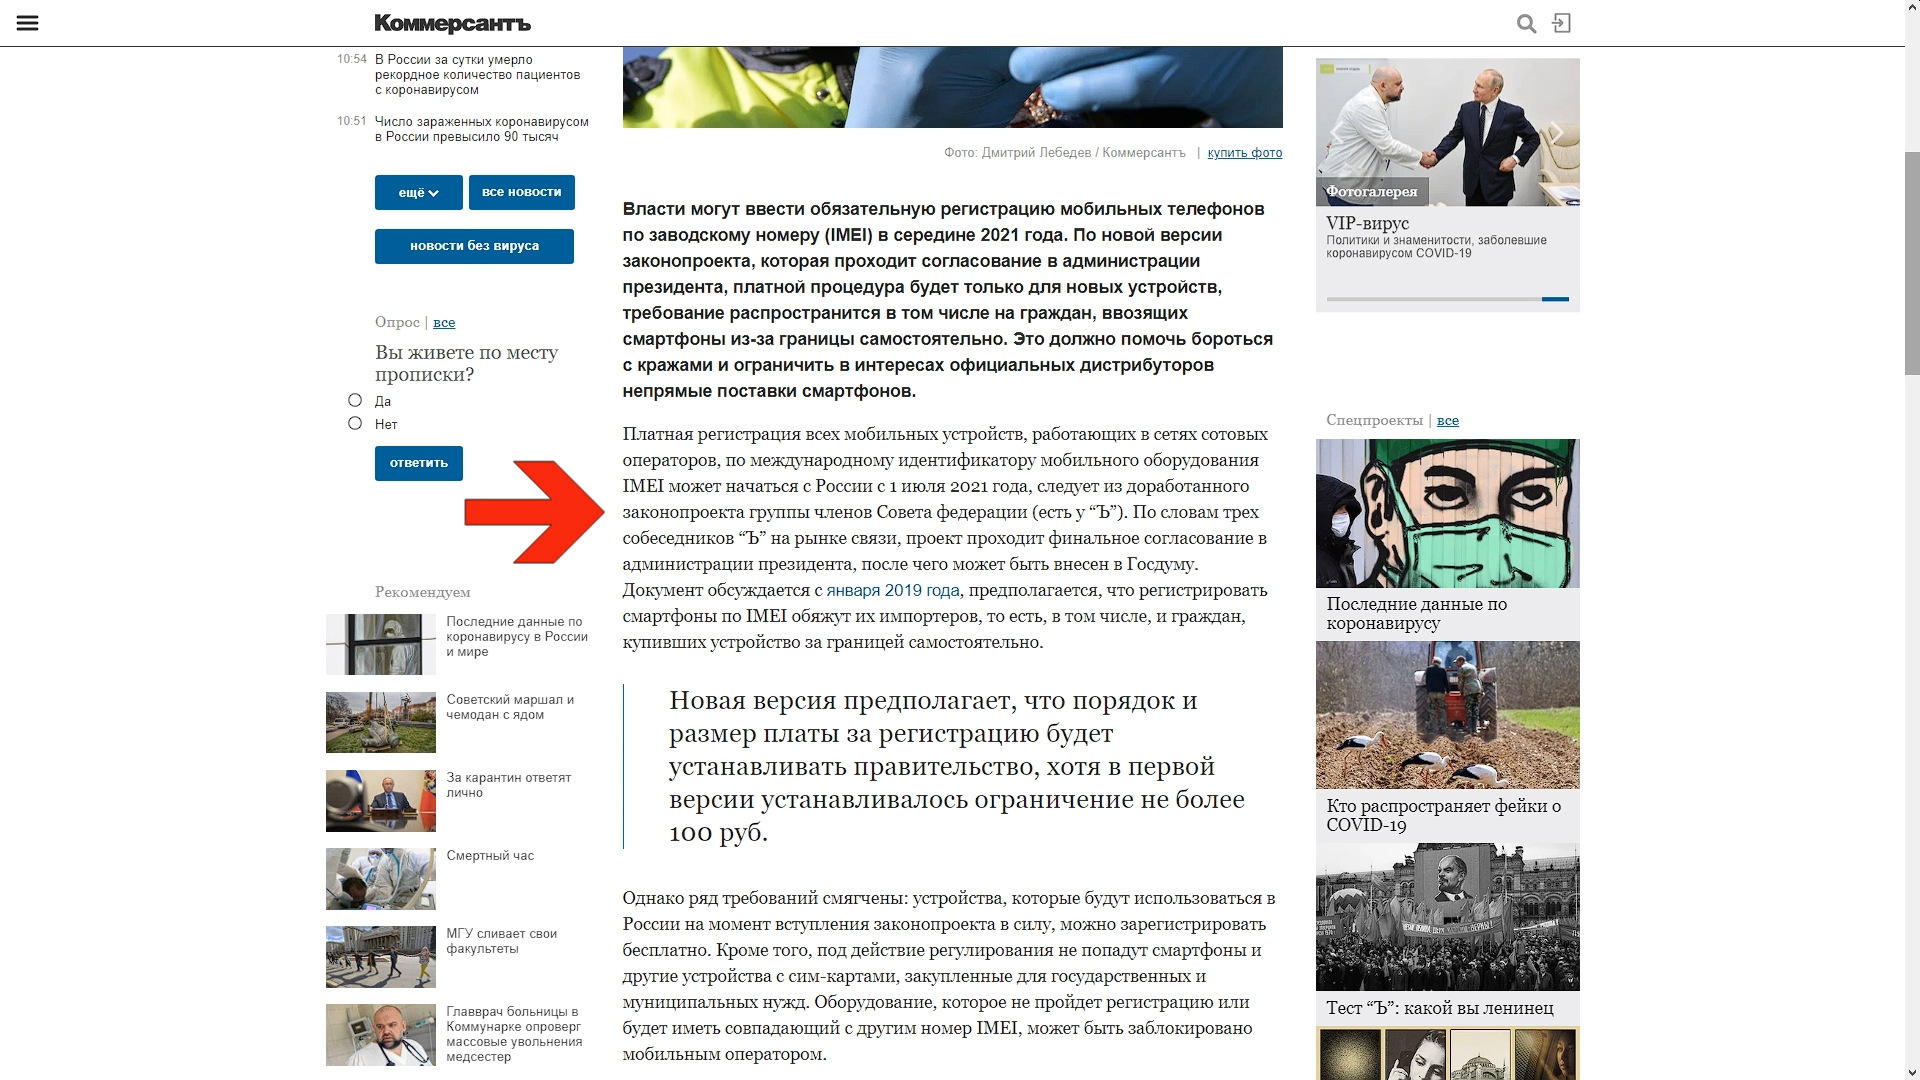 Коммерсантъ
10:54 В России за сутки умерло
рекордное количество пациентов
с коронавирусом
10:51 Число зараженных коронавирусом
в России превысило 90 тысяч
ещё
все новости
новости без вируса
Опрос | все
Вы живете по месту
прописки?
Да
Нет
ответить
Рекомендуем
Последние данные по
коронавирусу в России
и мире
Советский маршал и
чемодан с ядом
За карантин ответят
лично
Смертный час
МГУ сливает свои
факультеты
Главврач больницы в
Коммунарке опроверг
массовые увольнения
медсестер
Фото: Дмитрий Лебедев / Коммерсантъ | купить фото
Власти могут ввести обязательную регистрацию мобильных телефонов
по заводскому номеру (IMEI) в середине 2021 года. По новой версии
законопроекта, которая проходит согласование в администрации
президента, платной процедура будет только для новых устройств,
требование распространится в том числе на граждан, ввозящих
смартфоны из-за границы самостоятельно. Это должно помочь бороться
с кражами и ограничить в интересах официальных дистрибуторов
непрямые поставки смартфонов.
Платная регистрация всех мобильных устройств, работающих в сетях сотовых
операторов, по международному идентификатору мобильного оборудования
IMEI может начаться с России с 1 июля 2021 года, следует из доработанного
законопроекта группы членов Совета федерации (есть у “Ъ”). По словам трех
собеседников “Ъ” на рынке связи, проект проходит финальное согласование в
администрации президента, после чего может быть внесен в Госдуму.
Документ обсуждается с января 2019 года, предполагается, что регистрировать
смартфоны по IMEI обяжут их импортеров, то есть, в том числе, и граждан,
купивших устройство за границей самостоятельно.
Новая версия предполагает, что порядок и
размер платы за регистрацию будет
устанавливать правительство, хотя в первой
версии устанавливалось ограничение не более
100 руб.
Однако ряд требований смягчены: устройства, которые будут использоваться в
России на момент вступления законопроекта в силу, можно зарегистрировать
бесплатно. Кроме того, под действие регулирования не попадут смартфоны и
другие устройства с сим-картами, закупленные для государственных и
муниципальных нужд. Оборудование, которое не пройдет регистрацию или
будет иметь совпадающий с другим номер IMEI, может быть заблокировано
мобильным оператором.
Фотогалерея
VIP-вирус
Политики и знаменитости, заболевшие
коронавирусом COVID-19
Спецпроекты | все
Последние данные по
коронавирусу
Кто распространяет фейки о
COVID-19
Тест “Ъ”: какой вы ленинец